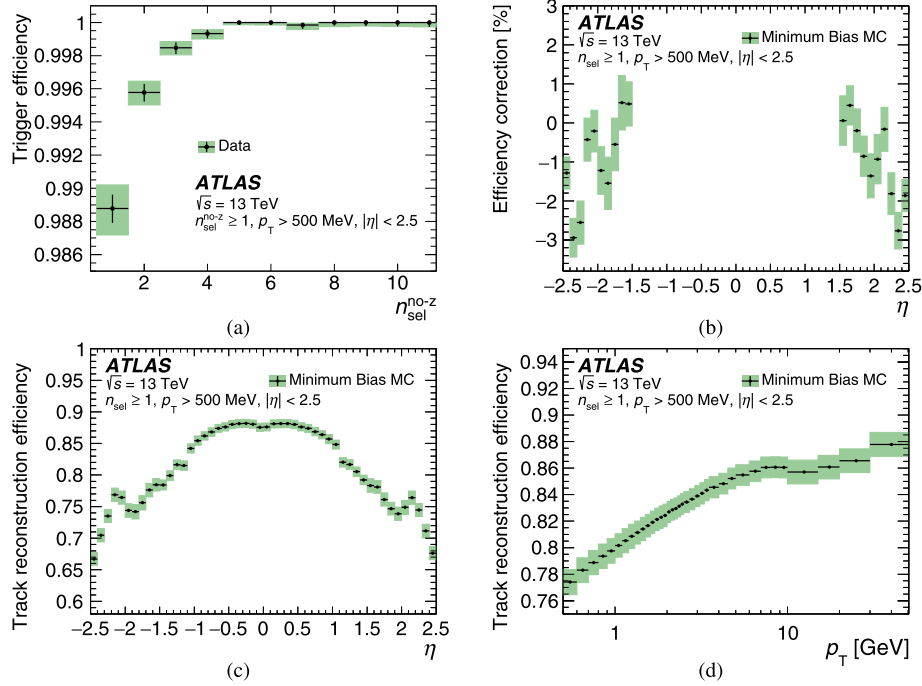 Trigger efficiency
1
0.998
0.996
0.994
0.992
0.99
0.988
0.986
Data
ATLAS
√s = 13 TeV
n_sel^no-z ≥ 1, p_T > 500 MeV, |η| < 2.5
2 4 6 8 10
n_sel^no-z
(a)
Efficiency correction [%]
3
2
1
0
−1
−2
−3
ATLAS
√s = 13 TeV
n_sel ≥ 1, p_T > 500 MeV, |η| < 2.5
Minimum Bias MC
−2.5 −2 −1.5 −1 −0.5 0 0.5 1 1.5 2 2.5
η
(b)
Track reconstruction efficiency
1
0.95
0.9
0.85
0.8
0.75
0.7
0.65
0.6
ATLAS
√s = 13 TeV
n_sel ≥ 1, p_T > 500 MeV, |η| < 2.5
Minimum Bias MC
−2.5 −2 −1.5 −1 −0.5 0 0.5 1 1.5 2 2.5
η
(c)
Track reconstruction efficiency
0.94
0.92
0.9
0.88
0.86
0.84
0.82
0.8
0.78
0.76
ATLAS
√s = 13 TeV
n_sel ≥ 1, p_T > 500 MeV, |η| < 2.5
Minimum Bias MC
1 10
p_T [GeV]
(d)